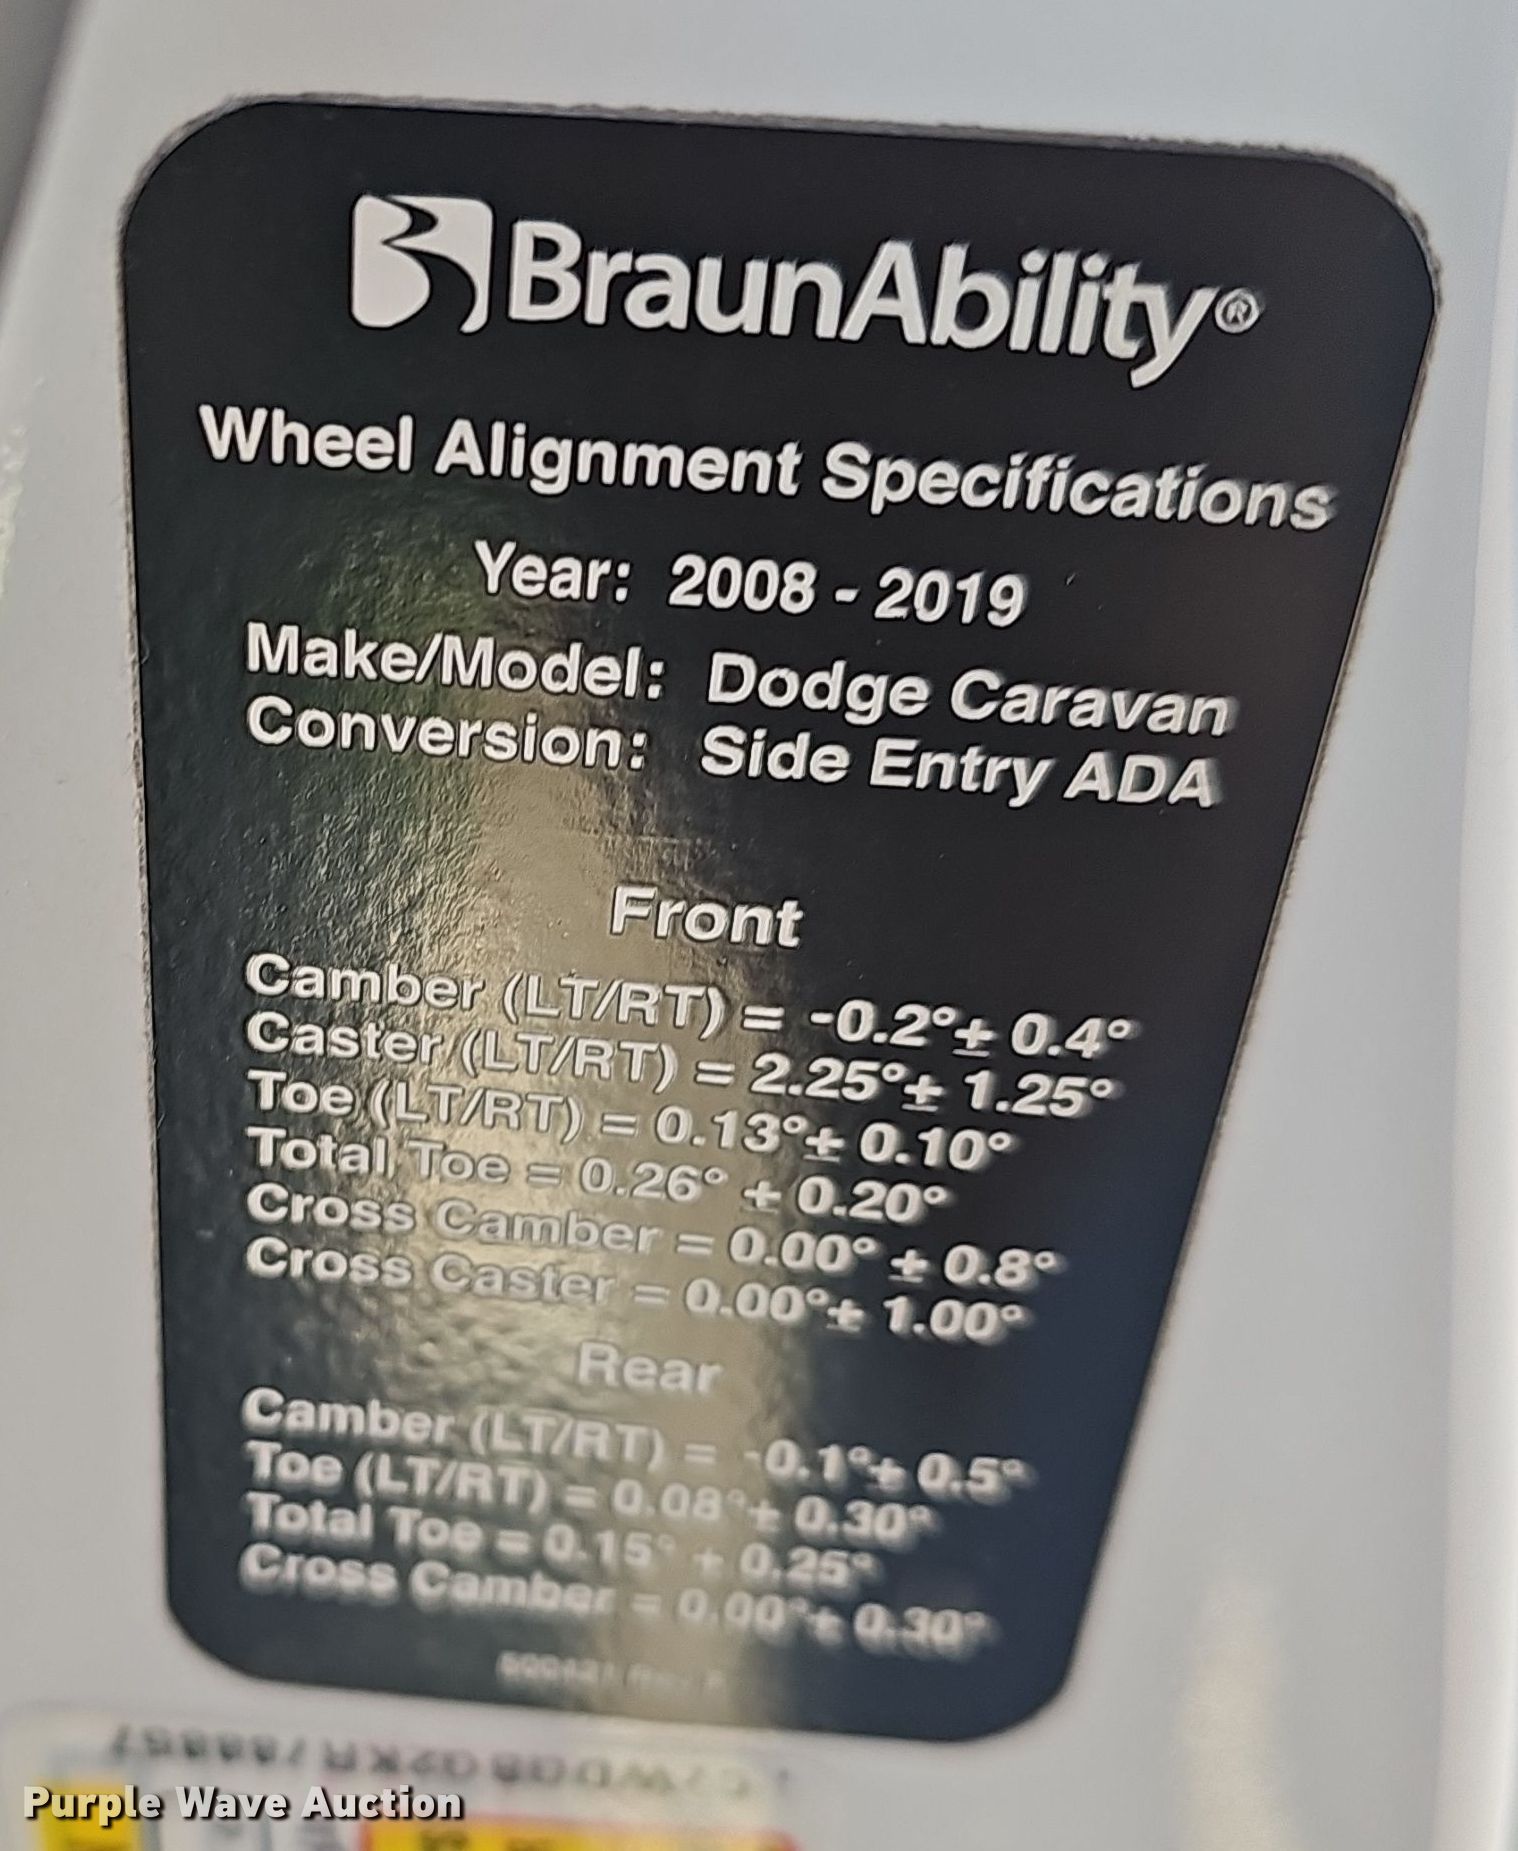 BraunAbility®
Wheel Alignment Specifications
Year: 2008 - 2019
Make/Model: Dodge Caravan
Conversion: Side Entry ADA
Front
Camber (LT/RT) = -0.2°± 0.4°
Caster (LT/RT) = 2.25°± 1.25°
Toe (LT/RT) = 0.13°± 0.10°
Total Toe = 0.26° ± 0.20°
Cross Camber = 0.00° ± 0.8°
Cross Caster = 0.00°± 1.00°
Rear
Camber (LT/RT) = -0.1°± 0.5°
Toe (LT/RT) = 0.08°± 0.30°
Total Toe = 0.15° ± 0.25°
Cross Camber = 0.00°± 0.30°
Purple Wave Auction